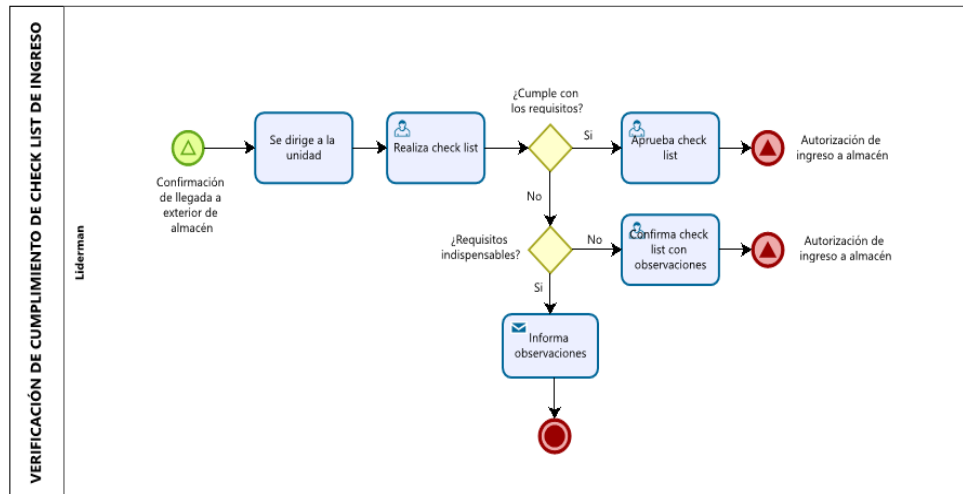 VERIFICACIÓN DE CUMPLIMIENTO DE CHECK LIST DE INGRESO
Liderman
Confirmación
de llegada a
exterior de
almacén
Se dirige a la
unidad
Realiza check list
¿Cumple con
los requisitos?
Si
Aprueba check
list
Autorización de
ingreso a almacén
No
¿Requisitos
indispensables?
No
Confirma check
list con
observaciones
Autorización de
ingreso a almacén
Si
Informa
observaciones